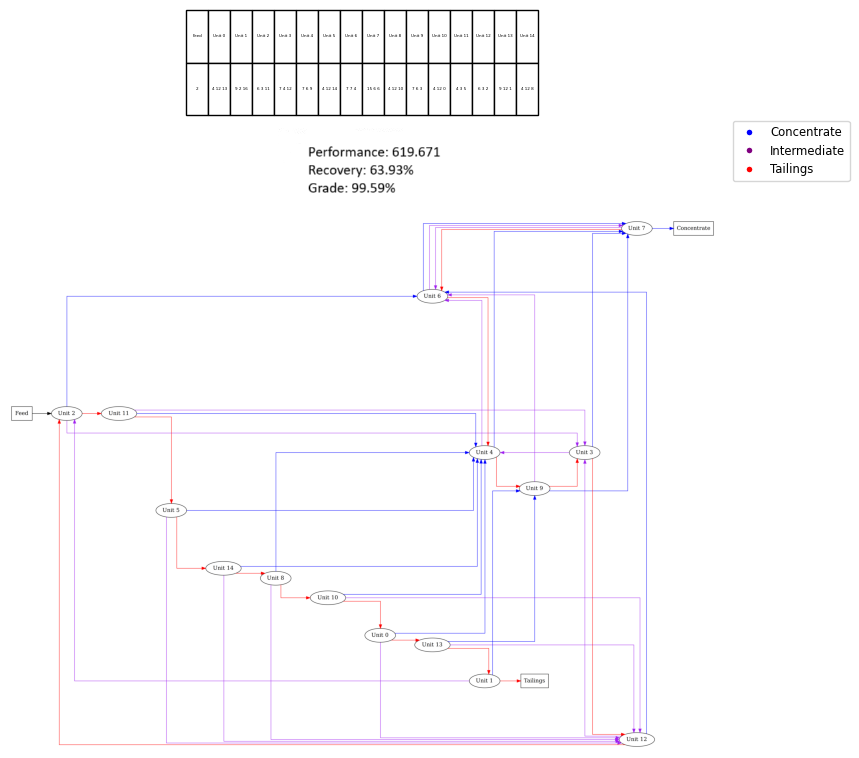 Feed Unit 0 Unit 1 Unit 2 Unit 3 Unit 4 Unit 5 Unit 6 Unit 7 Unit 8 Unit 9 Unit 10 Unit 11 Unit 12 Unit 13 Unit 14
2 4 12 13 9 2 16 6 3 11 7 4 12 7 6 9 4 12 14 7 7 4 15 6 6 4 12 10 7 6 3 4 12 0 4 3 5 6 3 2 9 12 1 4 12 8
Concentrate
Intermediate
Tailings
Performance: 619.671
Recovery: 63.93%
Grade: 99.59%
Unit 7
Concentrate
Unit 6
Feed
Unit 2
Unit 11
Unit 4
Unit 3
Unit 9
Unit 5
Unit 14
Unit 8
Unit 10
Unit 0
Unit 13
Unit 1
Tailings
Unit 12